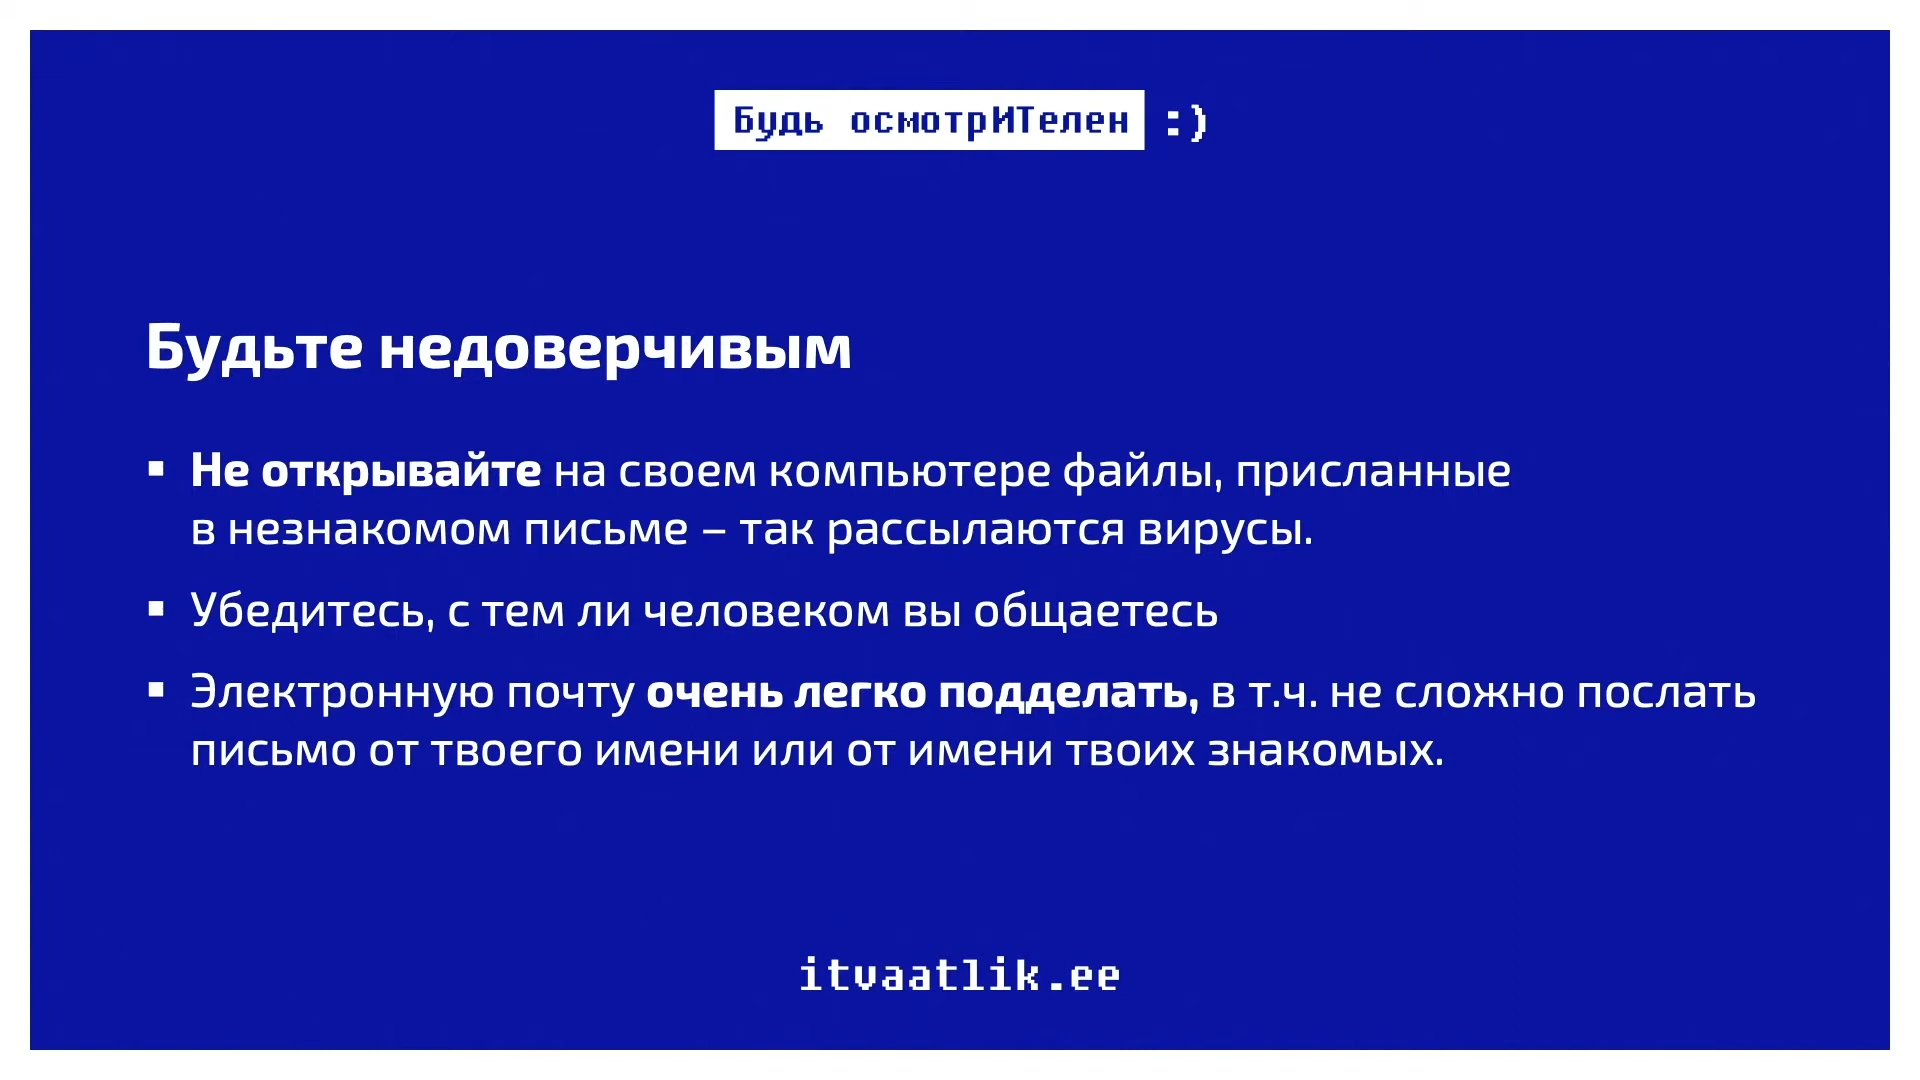 Будь осмотрИТелен :)
Будьте недоверчивым
▪ Не открывайте на своем компьютере файлы, присланные
в незнакомом письме – так рассылаются вирусы.
▪ Убедитесь, с тем ли человеком вы общаетесь
▪ Электронную почту очень легко подделать, в т.ч. не сложно послать
письмо от твоего имени или от имени твоих знакомых.
itvaatlik.ee